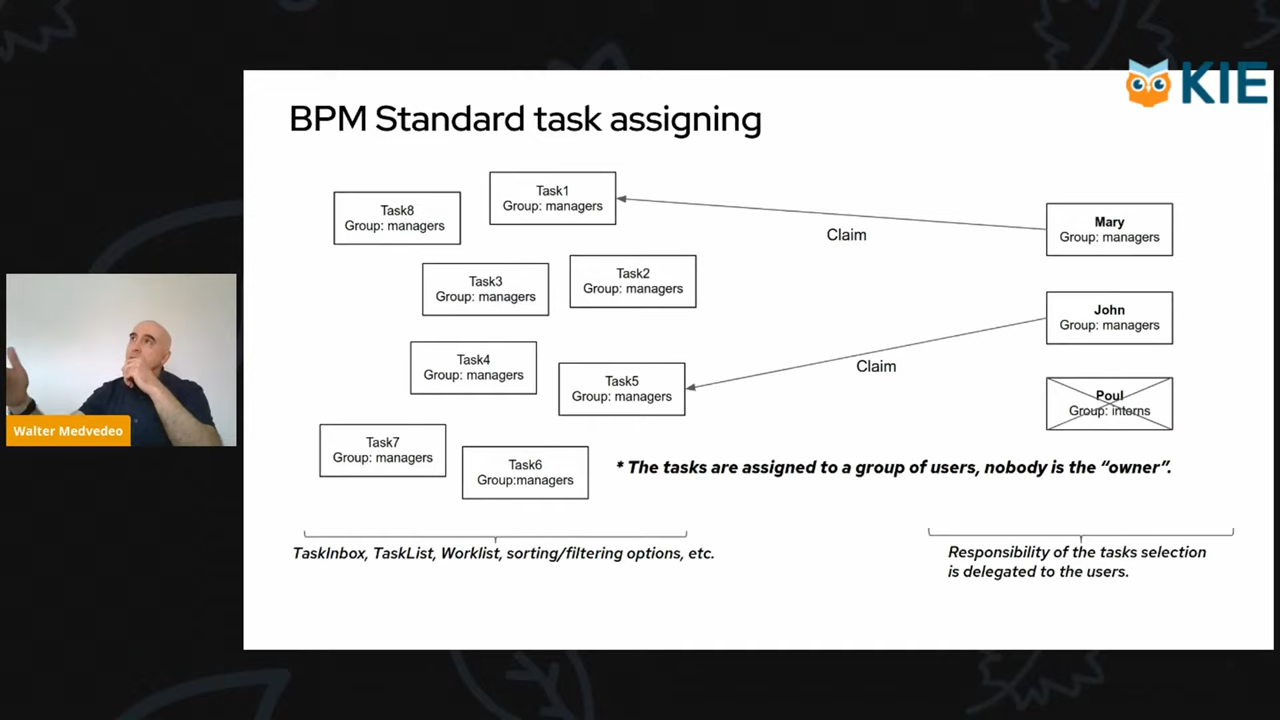 KIE
BPM Standard task assigning
Task8
Group: managers
Task1
Group: managers
Task3
Group: managers
Task2
Group: managers
Task4
Group: managers
Task5
Group: managers
Task7
Group: managers
Task6
Group:managers
Claim
Claim
Mary
Group: managers
John
Group: managers
Poul
Group: interns
* The tasks are assigned to a group of users, nobody is the “owner”.
TaskInbox, TaskList, Worklist, sorting/filtering options, etc.
Responsibility of the tasks selection
is delegated to the users.
Walter Medvedeo